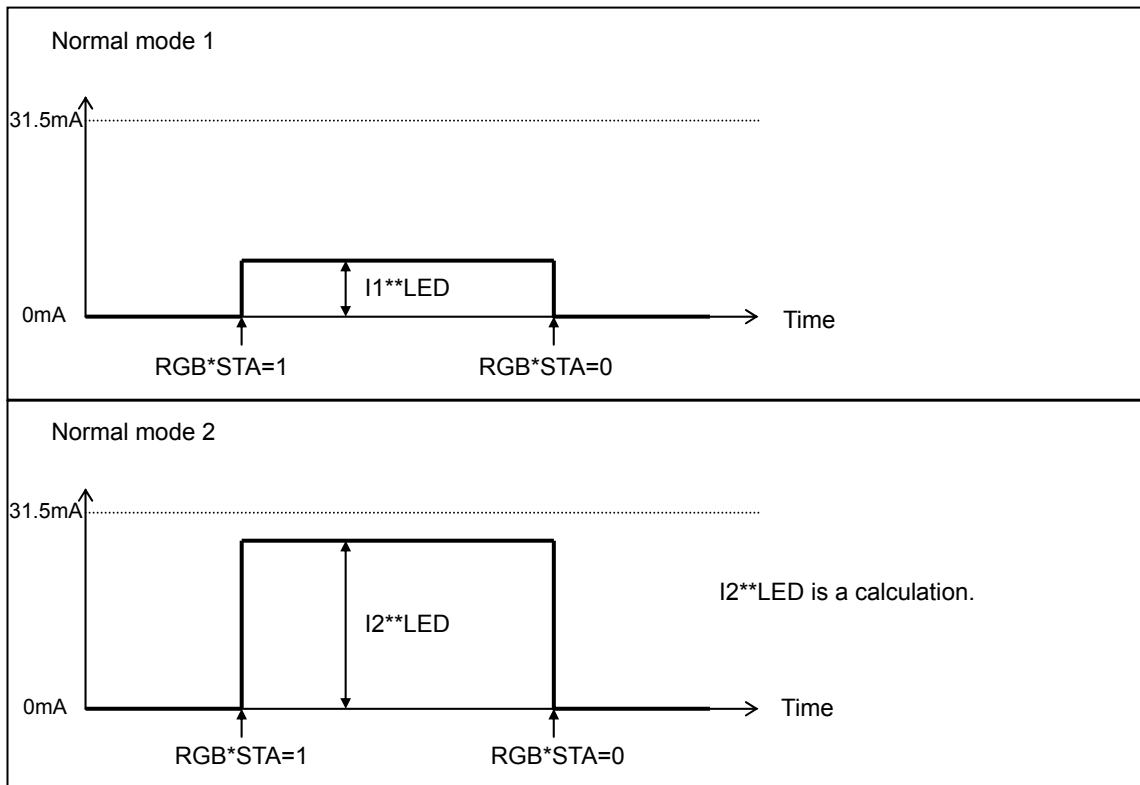 Normal mode 1
31.5mA
I1**LED
0mA
Time
RGB*STA=1 RGB*STA=0
Normal mode 2
31.5mA
I2**LED is a calculation.
I2**LED
0mA
Time
RGB*STA=1 RGB*STA=0